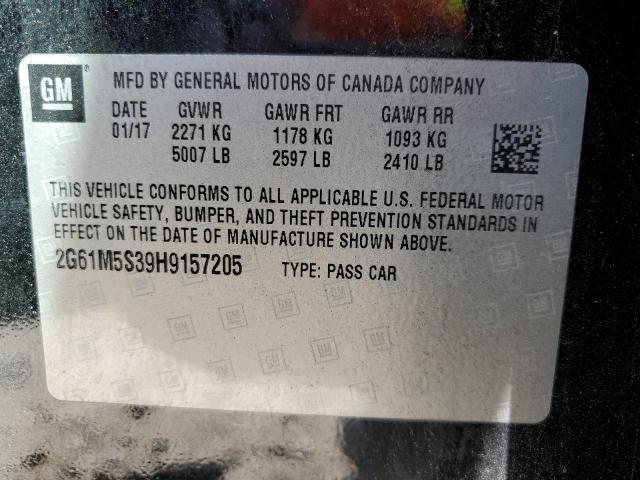 GM ® MFD BY GENERAL MOTORS OF CANADA COMPANY
DATE GVWR GAWR FRT GAWR RR
01/17 2271 KG 1178 KG 1093 KG
5007 LB 2597 LB 2410 LB
THIS VEHICLE CONFORMS TO ALL APPLICABLE U.S. FEDERAL MOTOR
VEHICLE SAFETY, BUMPER, AND THEFT PREVENTION STANDARDS IN
EFFECT ON THE DATE OF MANUFACTURE SHOWN ABOVE.
2G61M5S39H9157205 TYPE: PASS CAR